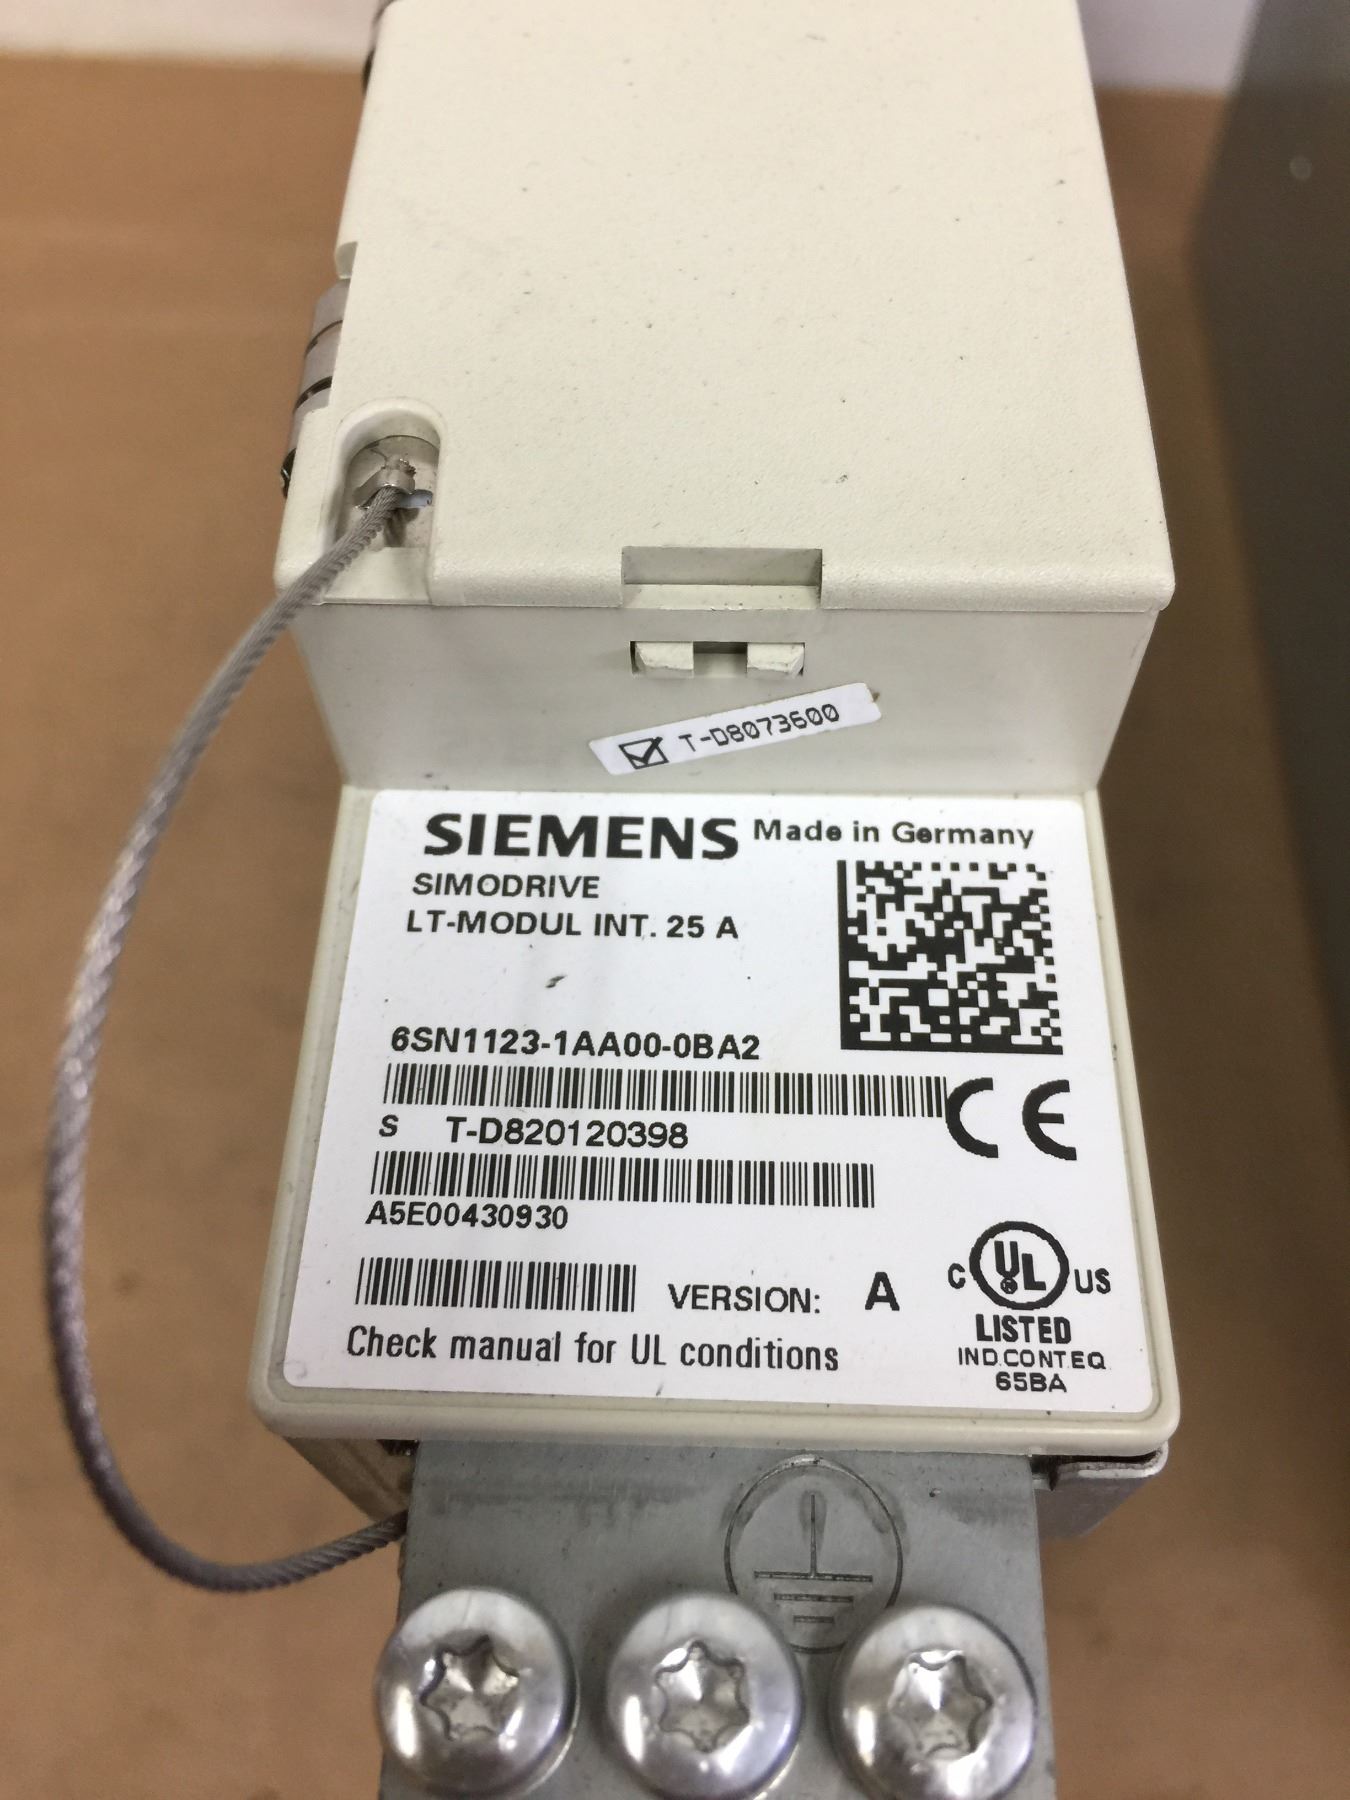 T-D8073600
SIEMENS Made in Germany
SIMODRIVE
LT-MODUL INT. 25 A
6SN1123-1AA00-0BA2
S T-D820120398
A5E00430930
VERSION: A
Check manual for UL conditions
CE
C UL US
LISTED
IND.CONT.EQ
65BA